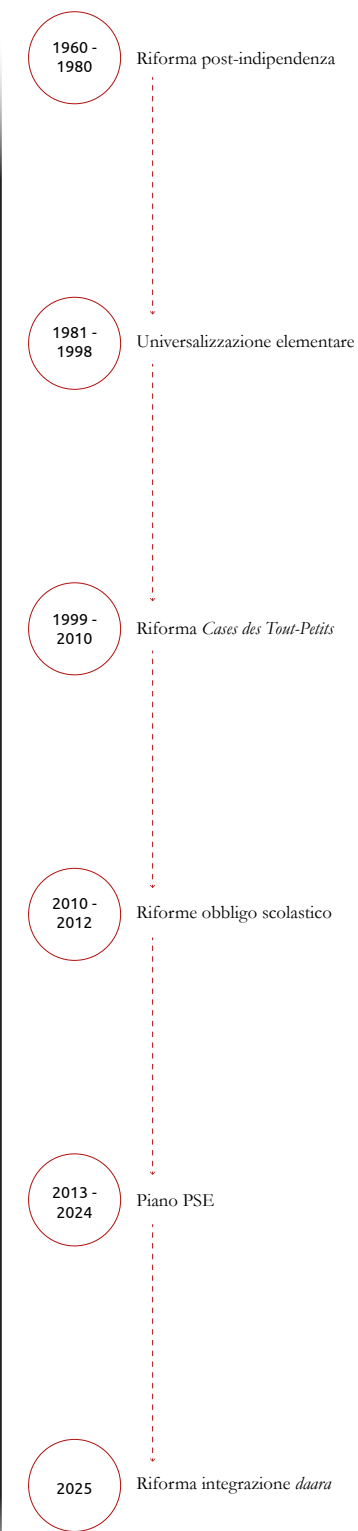 1960 -
1980
Riforma post-indipendenza
1981 -
1998
Universalizzazione elementare
1999 -
2010
Riforma Cases des Tout-Petits
2010 -
2012
Riforme obbligo scolastico
2013 -
2024
Piano PSE
2025
Riforma integrazione daara